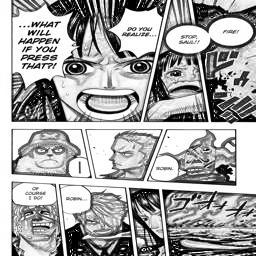 FIRE!
STOP,
SAUL!!
DO YOU
REALIZE...
...WHAT
WILL
HAPPEN
IF YOU
PRESS
THAT?!
ROBIN..
!
ROBIN...
OF
COURSE
I DO!